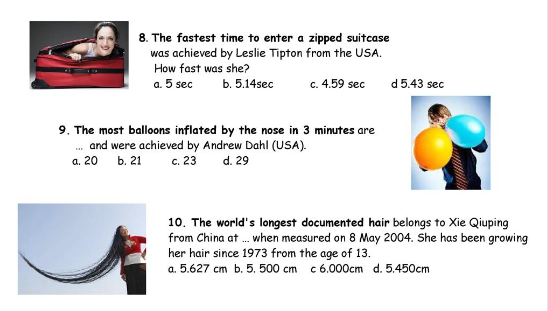 8. The fastest time to enter a zipped suitcase
was achieved by Leslie Tipton from the USA.
How fast was she?
a. 5 sec b. 5.14sec c. 4.59 sec d 5.43 sec
9. The most balloons inflated by the nose in 3 minutes are
... and were achieved by Andrew Dahl (USA).
a. 20 b. 21 c. 23 d. 29
10. The world's longest documented hair belongs to Xie Qiuping
from China at ... when measured on 8 May 2004. She has been growing
her hair since 1973 from the age of 13.
a. 5.627 cm b. 5. 500 cm c 6.000cm d. 5.450cm